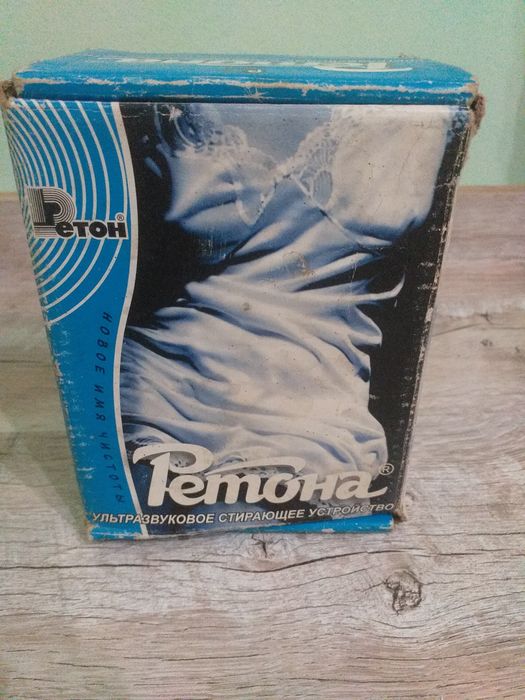 Ретон®
НОВОЕ ИМЯ ЧИСТОТЫ
Ретона®
УЛЬТРАЗВУКОВОЕ СТИРАЮЩЕЕ УСТРОЙСТВО